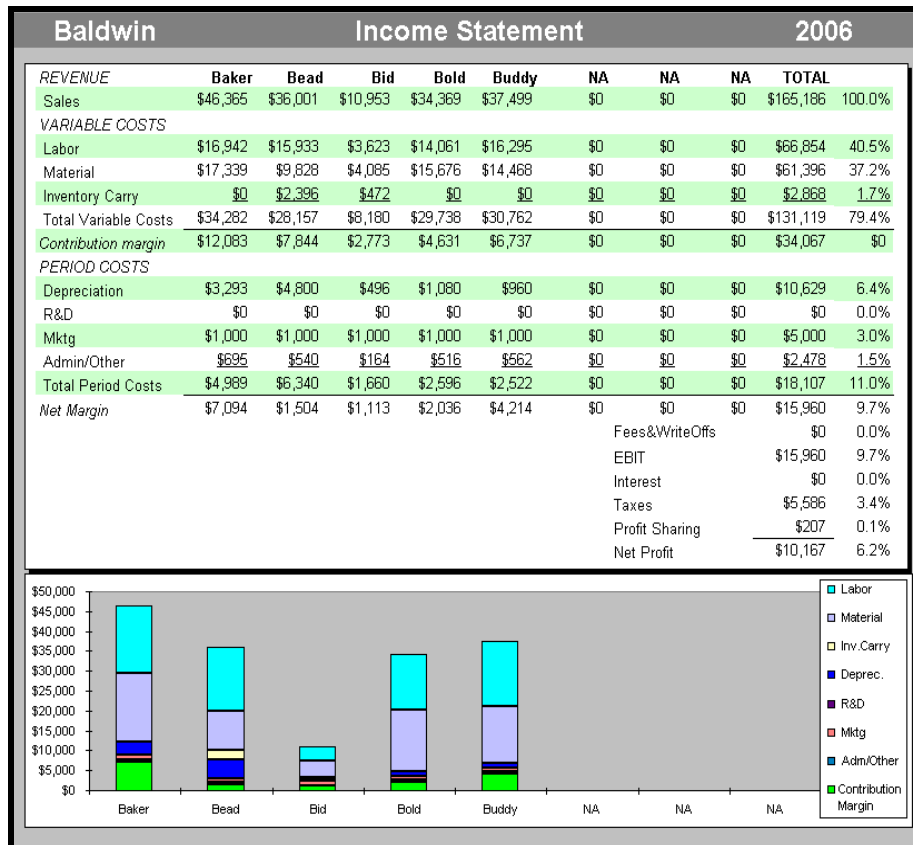 Baldwin Income Statement 2006
REVENUE Baker Bead Bid Bold Buddy NA NA NA TOTAL
Sales $46,365 $36,001 $10,953 $34,369 $37,499 $0 $0 $0 $165,186 100.0%
VARIABLE COSTS
Labor $16,942 $15,933 $3,623 $14,061 $16,295 $0 $0 $0 $66,854 40.5%
Material $17,339 $9,828 $4,085 $15,676 $14,468 $0 $0 $0 $61,396 37.2%
Inventory Carry $0 $2,396 $472 $0 $0 $0 $0 $0 $2,868 1.7%
Total Variable Costs $34,282 $28,157 $8,180 $29,738 $30,762 $0 $0 $0 $131,119 79.4%
Contribution margin $12,083 $7,844 $2,773 $4,631 $6,737 $0 $0 $0 $34,067 $0
PERIOD COSTS
Depreciation $3,293 $4,800 $496 $1,080 $960 $0 $0 $0 $10,629 6.4%
R&D $0 $0 $0 $0 $0 $0 $0 $0 $0 0.0%
Mktg $1,000 $1,000 $1,000 $1,000 $1,000 $0 $0 $0 $5,000 3.0%
Admin/Other $695 $540 $164 $516 $562 $0 $0 $0 $2,478 1.5%
Total Period Costs $4,989 $6,340 $1,660 $2,596 $2,522 $0 $0 $0 $18,107 11.0%
Net Margin $7,094 $1,504 $1,113 $2,036 $4,214 $0 $0 $0 $15,960 9.7%
Fees&WriteOffs $0 0.0%
EBIT $15,960 9.7%
Interest $0 0.0%
Taxes $5,586 3.4%
Profit Sharing $207 0.1%
Net Profit $10,167 6.2%
$50,000
$45,000
$40,000
$35,000
$30,000
$25,000
$20,000
$15,000
$10,000
$5,000
$0
Baker Bead Bid Bold Buddy NA NA NA
Labor
Material
Inv.Carry
Deprec.
R&D
Mktg
Adm/Other
Contribution
Margin